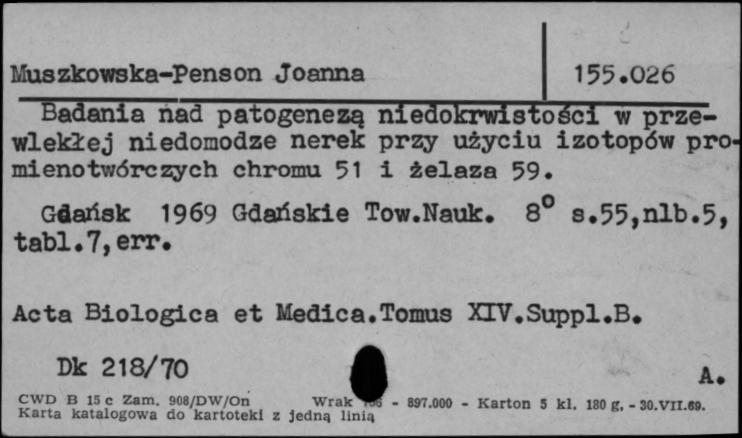 Muszkowska-Penson Joanna 155.026
Badania nad patogenezą niedokrwistości w prze-
wlekłej niedomodze nerek przy użyciu izotopów pro-
mienotwórczych chromu 51 i żelaza 59.
Gdańsk 1969 Gdańskie Tow.Nauk. 8° s.55,nlb.5,
tabl.7,err.
Acta Biologica et Medica.Tomus XIV.Suppl.B.
Dk 218/70 A.
CWD B 15 c Zam. 908/DW/On Wrak - 897.000 - Karton 5 kl. 180 g. - 30.VII.69.
Karta katalogowa do kartoteki z jedną linią